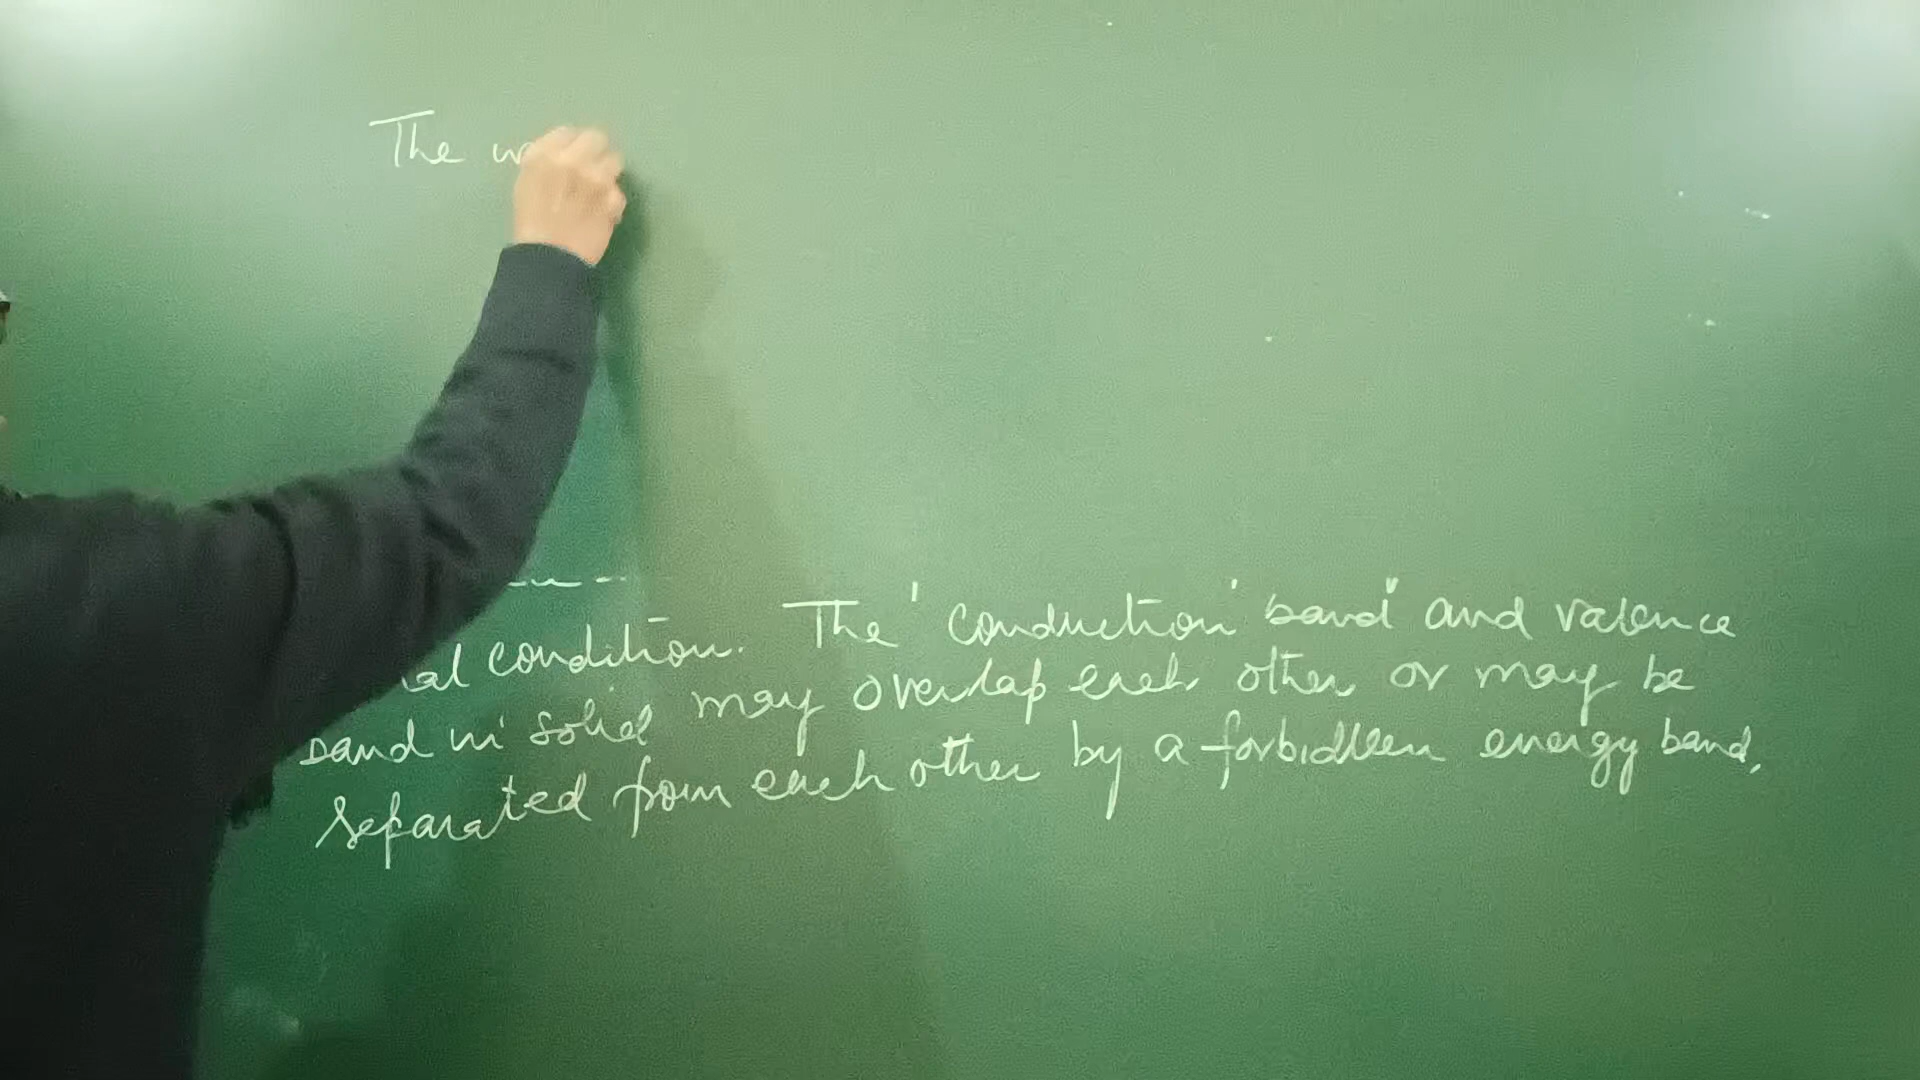 The
condition. The 'conduction' band" and valence
band in solid may overlap each other or may be
separated from each other by a forbidden energy band,